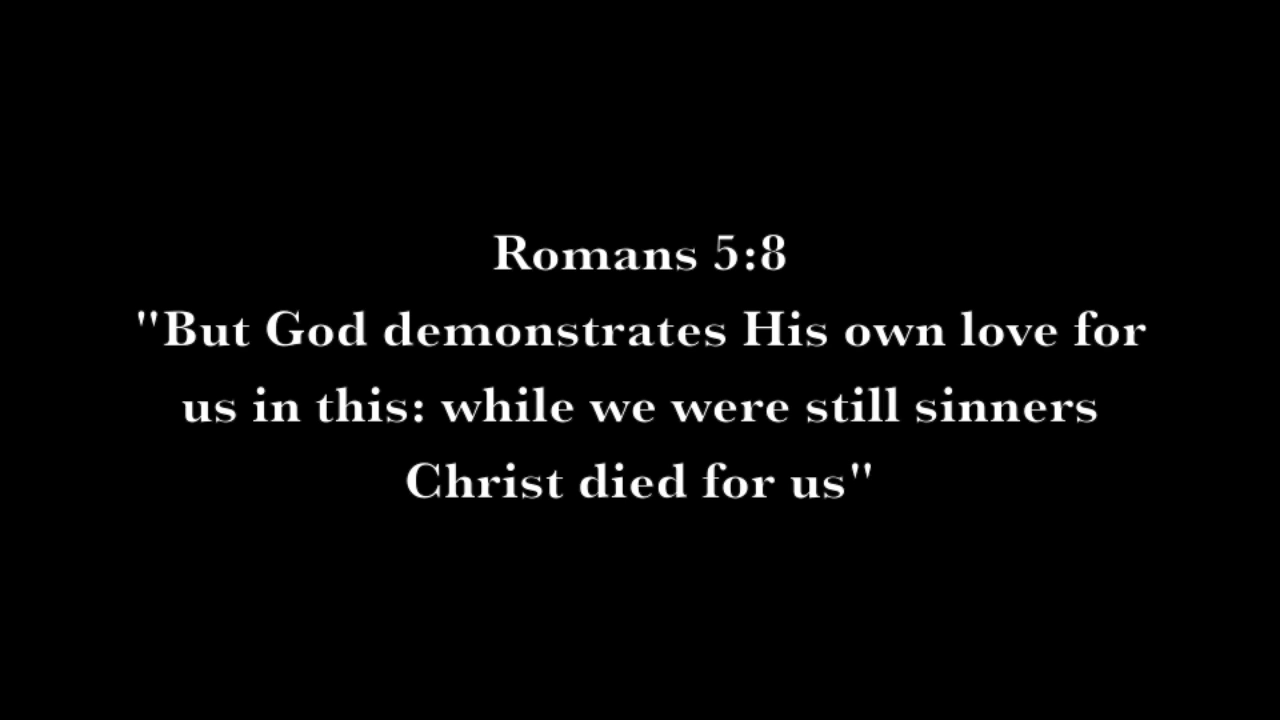 Romans 5:8
"But God demonstrates His own love for
us in this: while we were still sinners
Christ died for us"